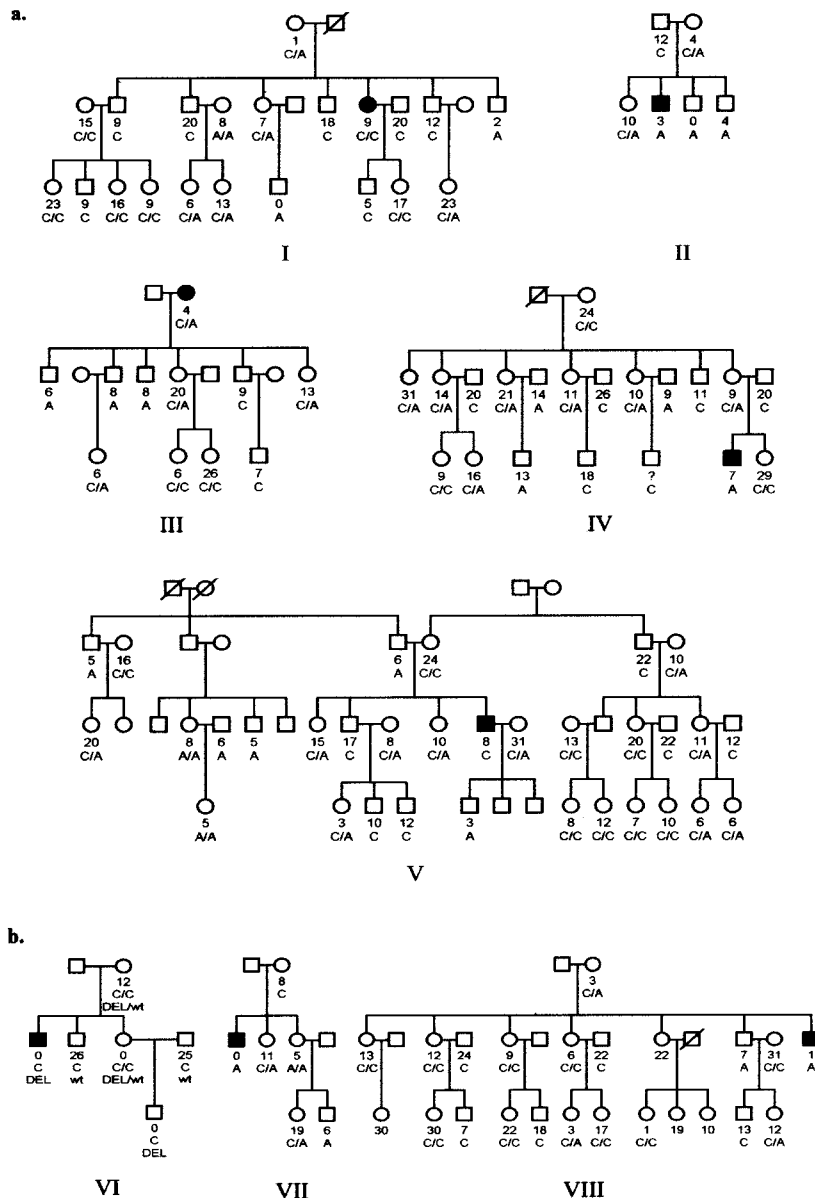 a.
1 12 4
C/A C C/A
15 9 20 8 7 18 9 20 12 2
C/C C C A/A C/A C C/C C C A
10 3 0 4
C/A A A A
23 9 16 9 6 13 0 5 17 23
C/C C C/C C/C C/A C/A A C C/C C/A
I II
4
C/A
24
C/C
6 8 8 20 9 13
A A A C/A C C/A
31 14 20 21 14 11 26 10 9 11 9 20
C/A C/A C C/A A C/A C C/A A C C/A C
6 6 26 7
C/A C/C C/C C
9 16 13 18 ? 7 29
C/C C/A A C C A C/C
III IV
5 16 6 24 22 10
A C/C A C/C C C/A
20 8 6 5 15 17 8 10 8 31 13 20 22 11 12
C/A A/A A A C/A C C/A C/A C C/A C/C C/C C C/A C
5 3 10 12 3 8 12 7 10 6 6
A/A C/A C C A C/C C/C C/C C/C C/A C/A
V
b.
12 8 3
C/C C C/A
DEL/wt
0 26 0 25 0 11 5 13 12 24 9 6 22 22 7 31 1
C C C/C C A C/A A/A C/C C/C C C/C C/C C A C/C A
DEL wt DEL/wt wt
0 19 6 30 30 7 22 18 3 17 1 19 10 13 12
C C/A A C/C C C/C C C/A C/C C/C C C/A
DEL
VI VII VIII